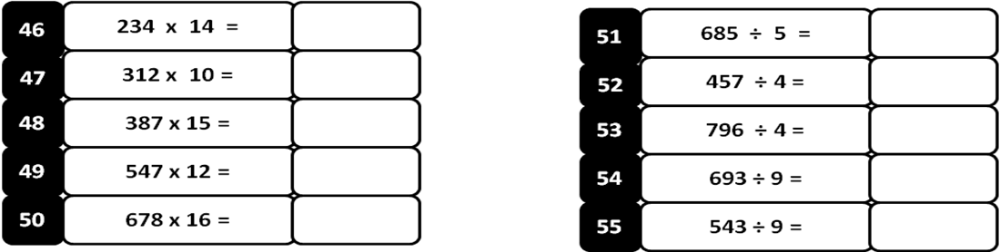 46 234 x 14 =
47 312 x 10 =
48 387 x 15 =
49 547 x 12 =
50 678 x 16 =
51 685 ÷ 5 =
52 457 ÷ 4 =
53 796 ÷ 4 =
54 693 ÷ 9 =
55 543 ÷ 9 =